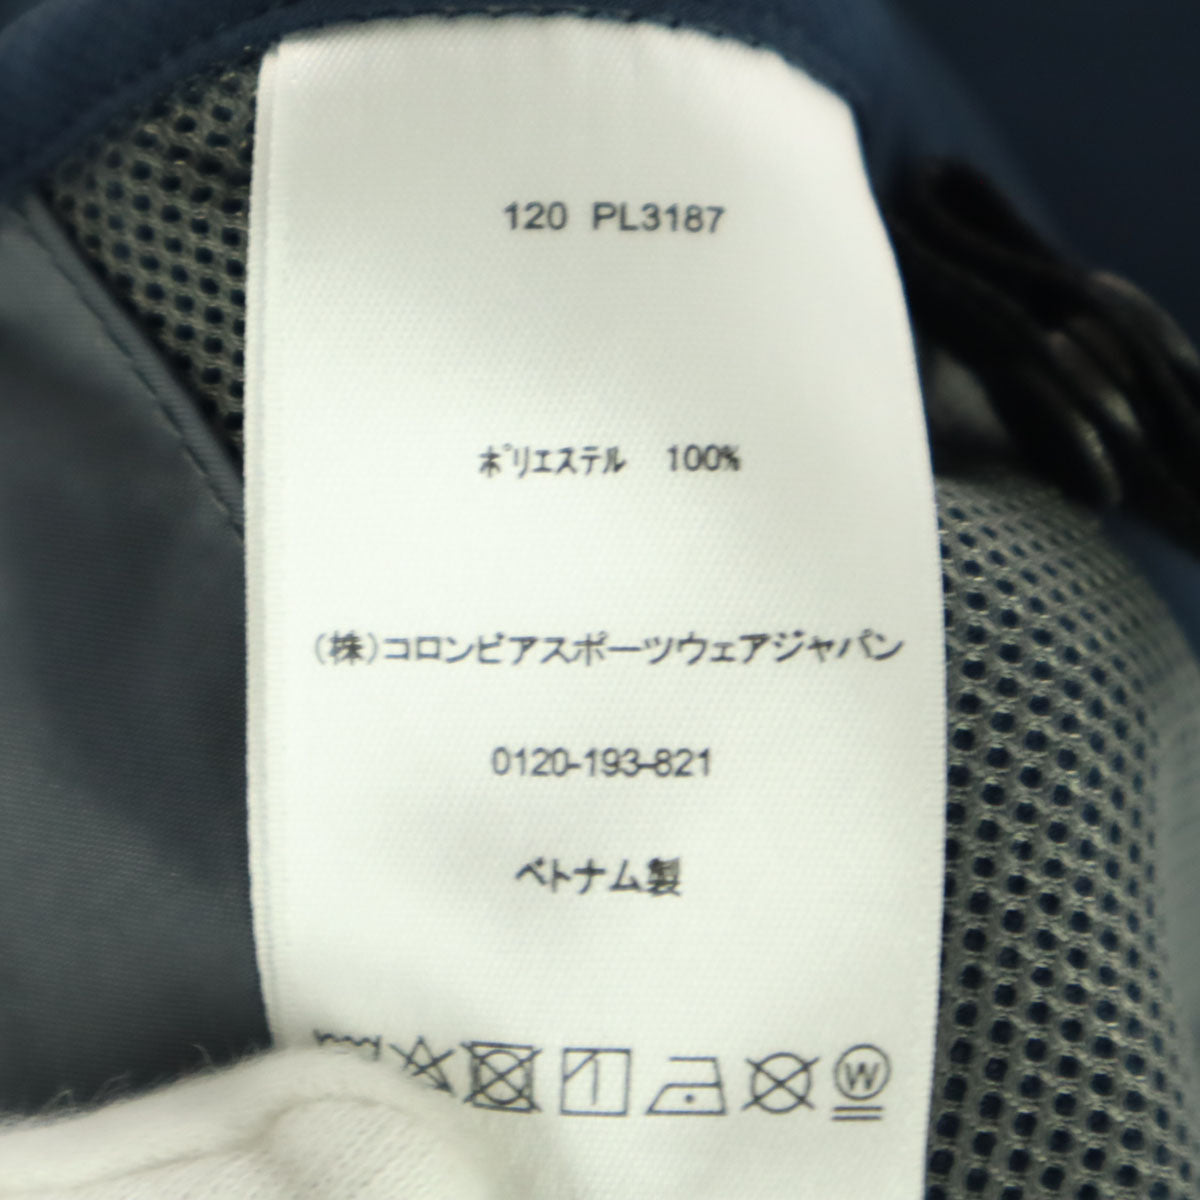 120 PL3187
ポリエステル 100%
(株)コロンビアスポーツウェアジャパン
0120-193-821
ベトナム製
W